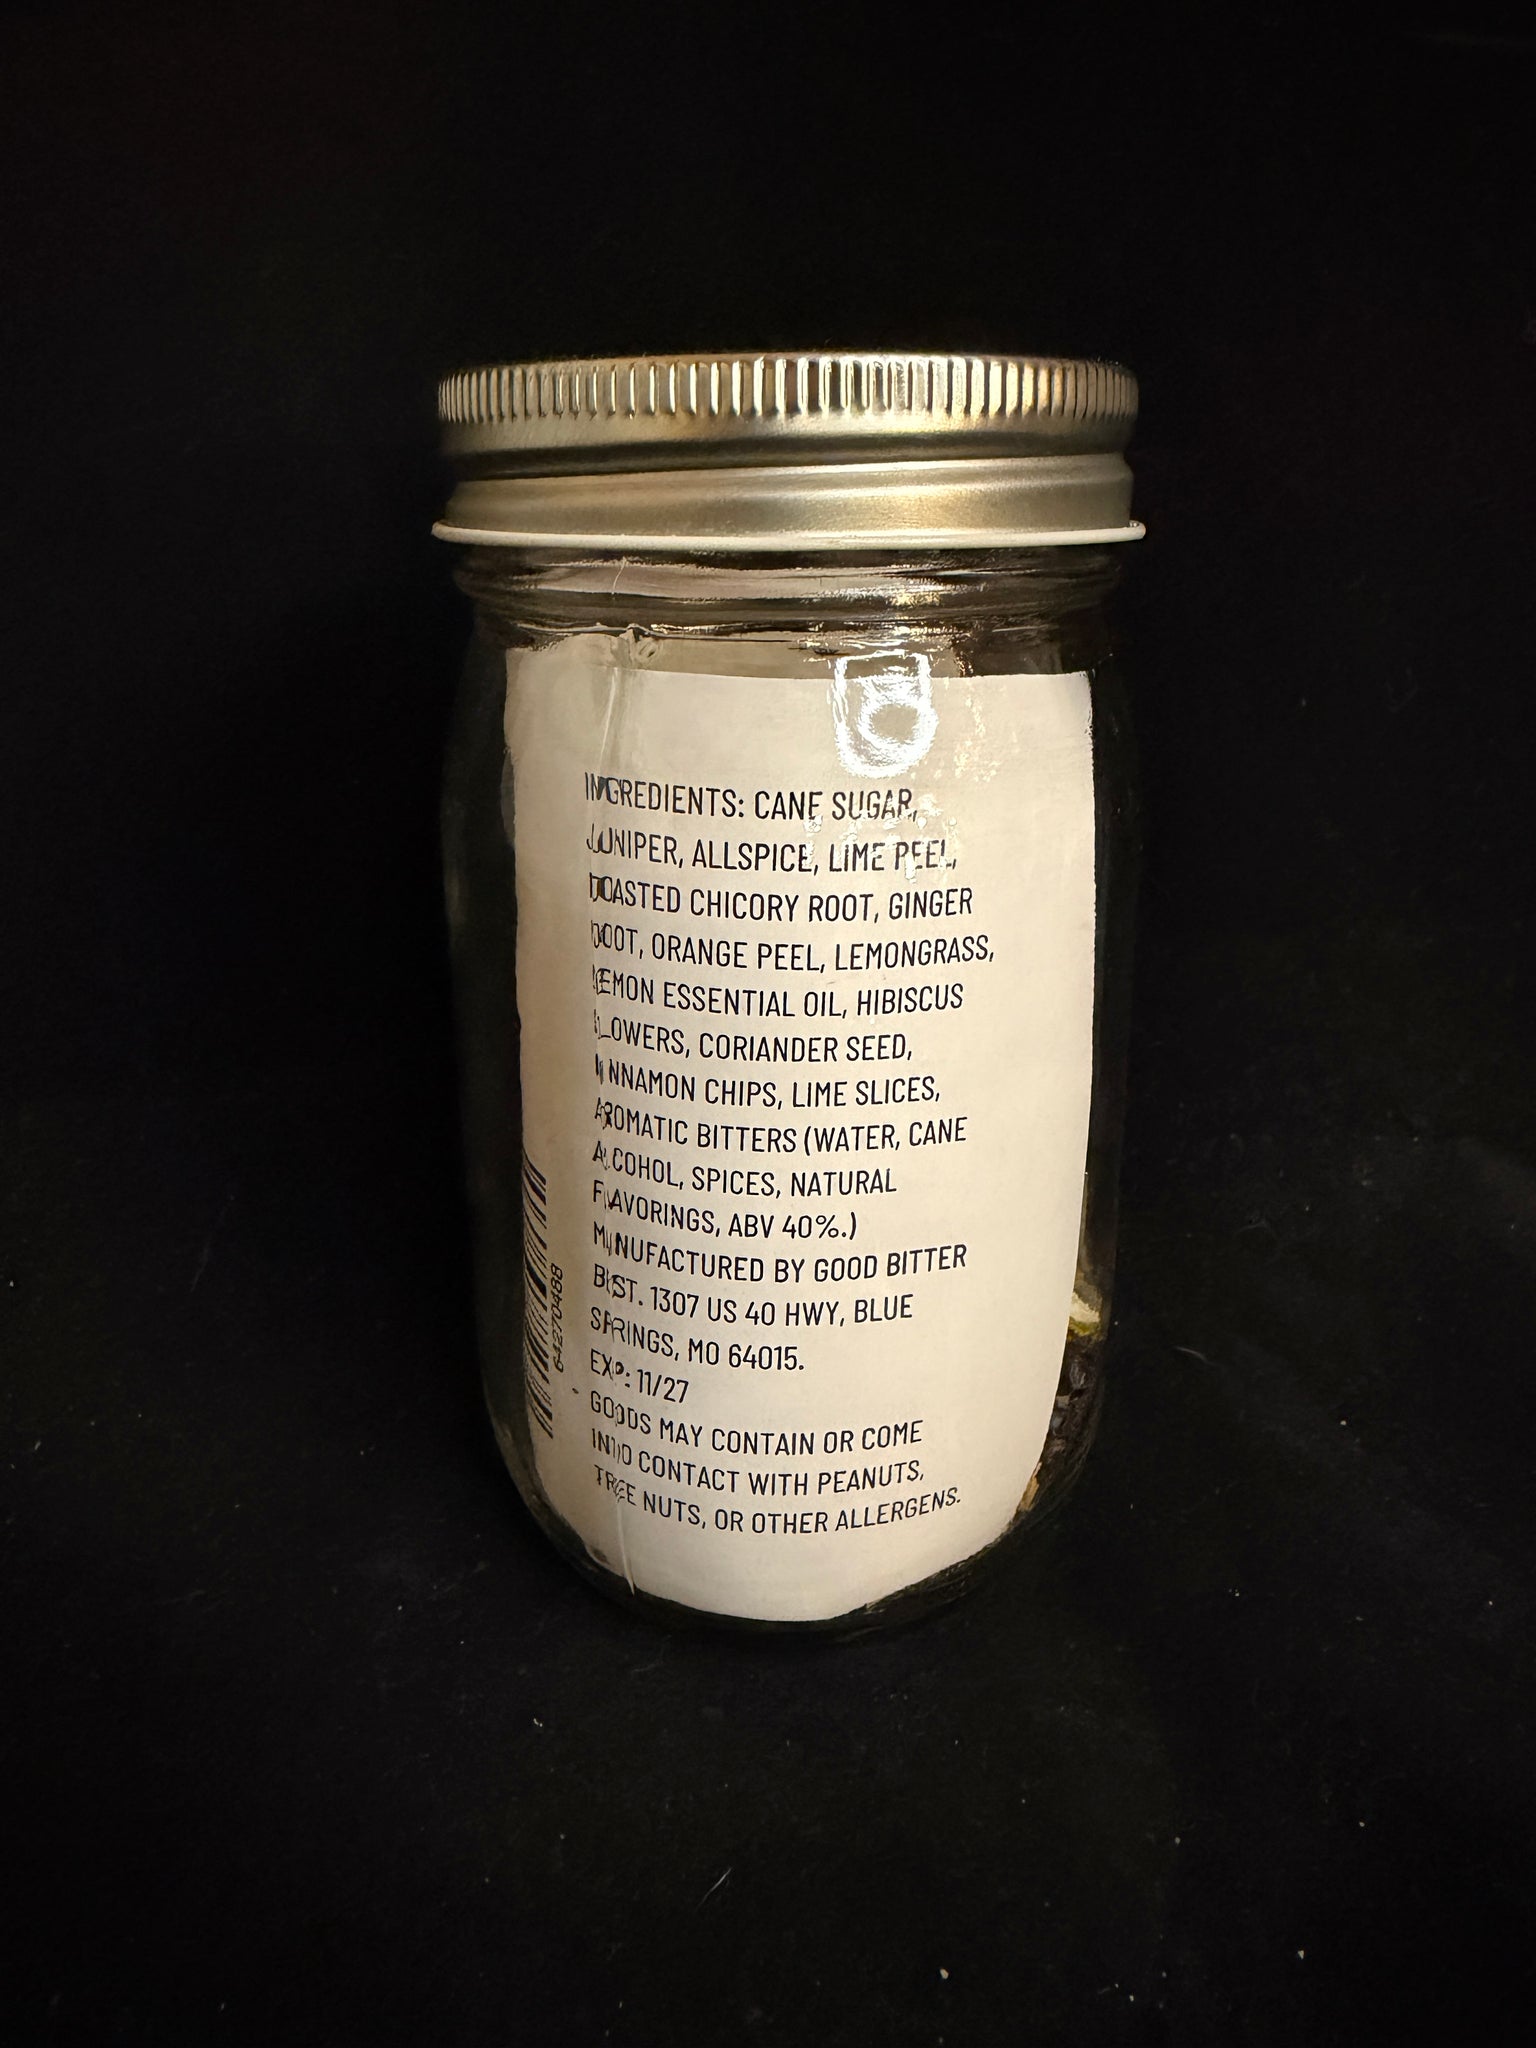 INGREDIENTS: CANE SUGAR,
JUNIPER, ALLSPICE, LIME PEEL,
TOASTED CHICORY ROOT, GINGER
ROOT, ORANGE PEEL, LEMONGRASS,
LEMON ESSENTIAL OIL, HIBISCUS
FLOWERS, CORIANDER SEED,
CINNAMON CHIPS, LIME SLICES,
AROMATIC BITTERS (WATER, CANE
ALCOHOL, SPICES, NATURAL
FLAVORINGS, ABV 40%.)
MANUFACTURED BY GOOD BITTER
BEST. 1307 US 40 HWY, BLUE
SPRINGS, MO 64015.
EXP: 11/27
GOODS MAY CONTAIN OR COME
INTO CONTACT WITH PEANUTS,
TREE NUTS, OR OTHER ALLERGENS.
64270488